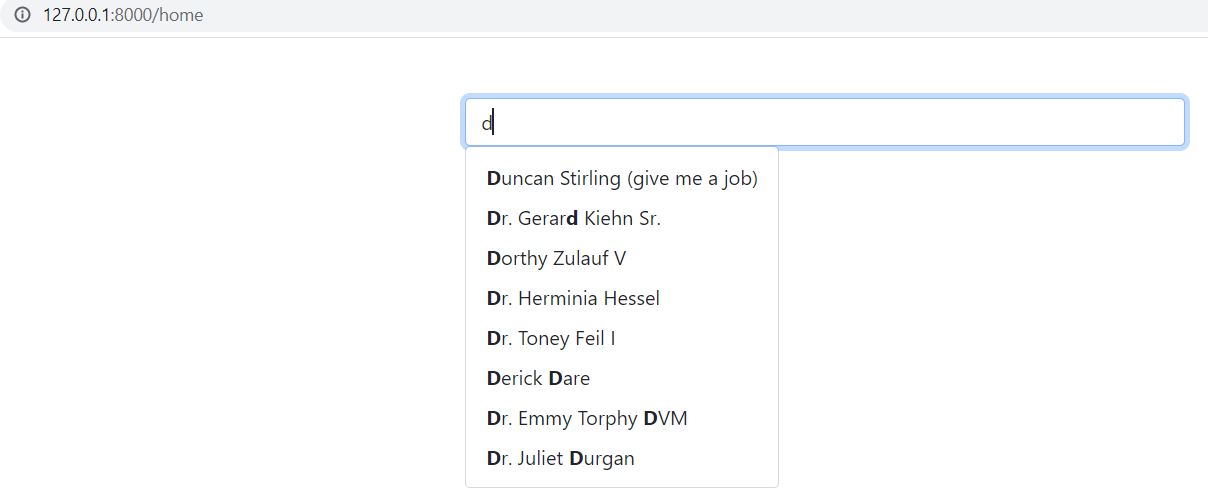 127.0.0.1:8000/home
d
Duncan Stirling (give me a job)
Dr. Gerard Kiehn Sr.
Dorthy Zulauf V
Dr. Herminia Hessel
Dr. Toney Feil I
Derick Dare
Dr. Emmy Torphy DVM
Dr. Juliet Durgan